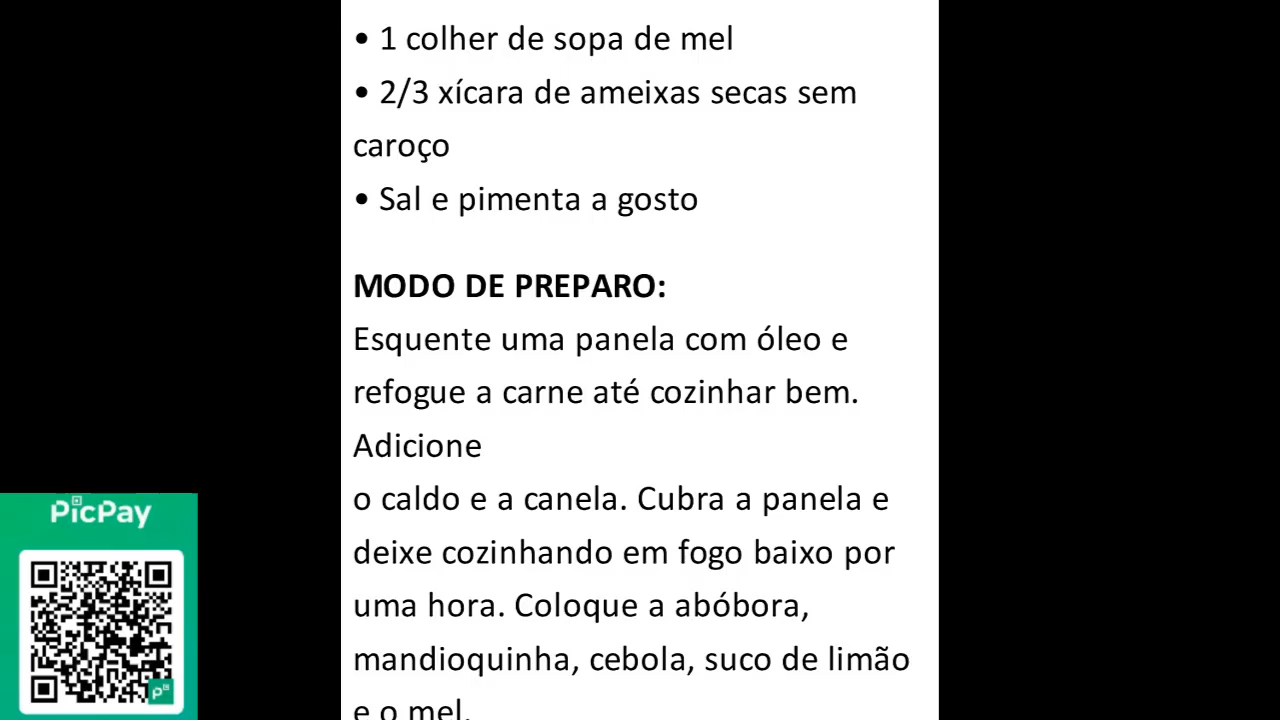 • 1 colher de sopa de mel
• 2/3 xícara de ameixas secas sem
caroço
• Sal e pimenta a gosto
MODO DE PREPARO:
Esquente uma panela com óleo e
refogue a carne até cozinhar bem.
Adicione
o caldo e a canela. Cubra a panela e
deixe cozinhando em fogo baixo por
uma hora. Coloque a abóbora,
mandioquinha, cebola, suco de limão
e o mel.
PicPay